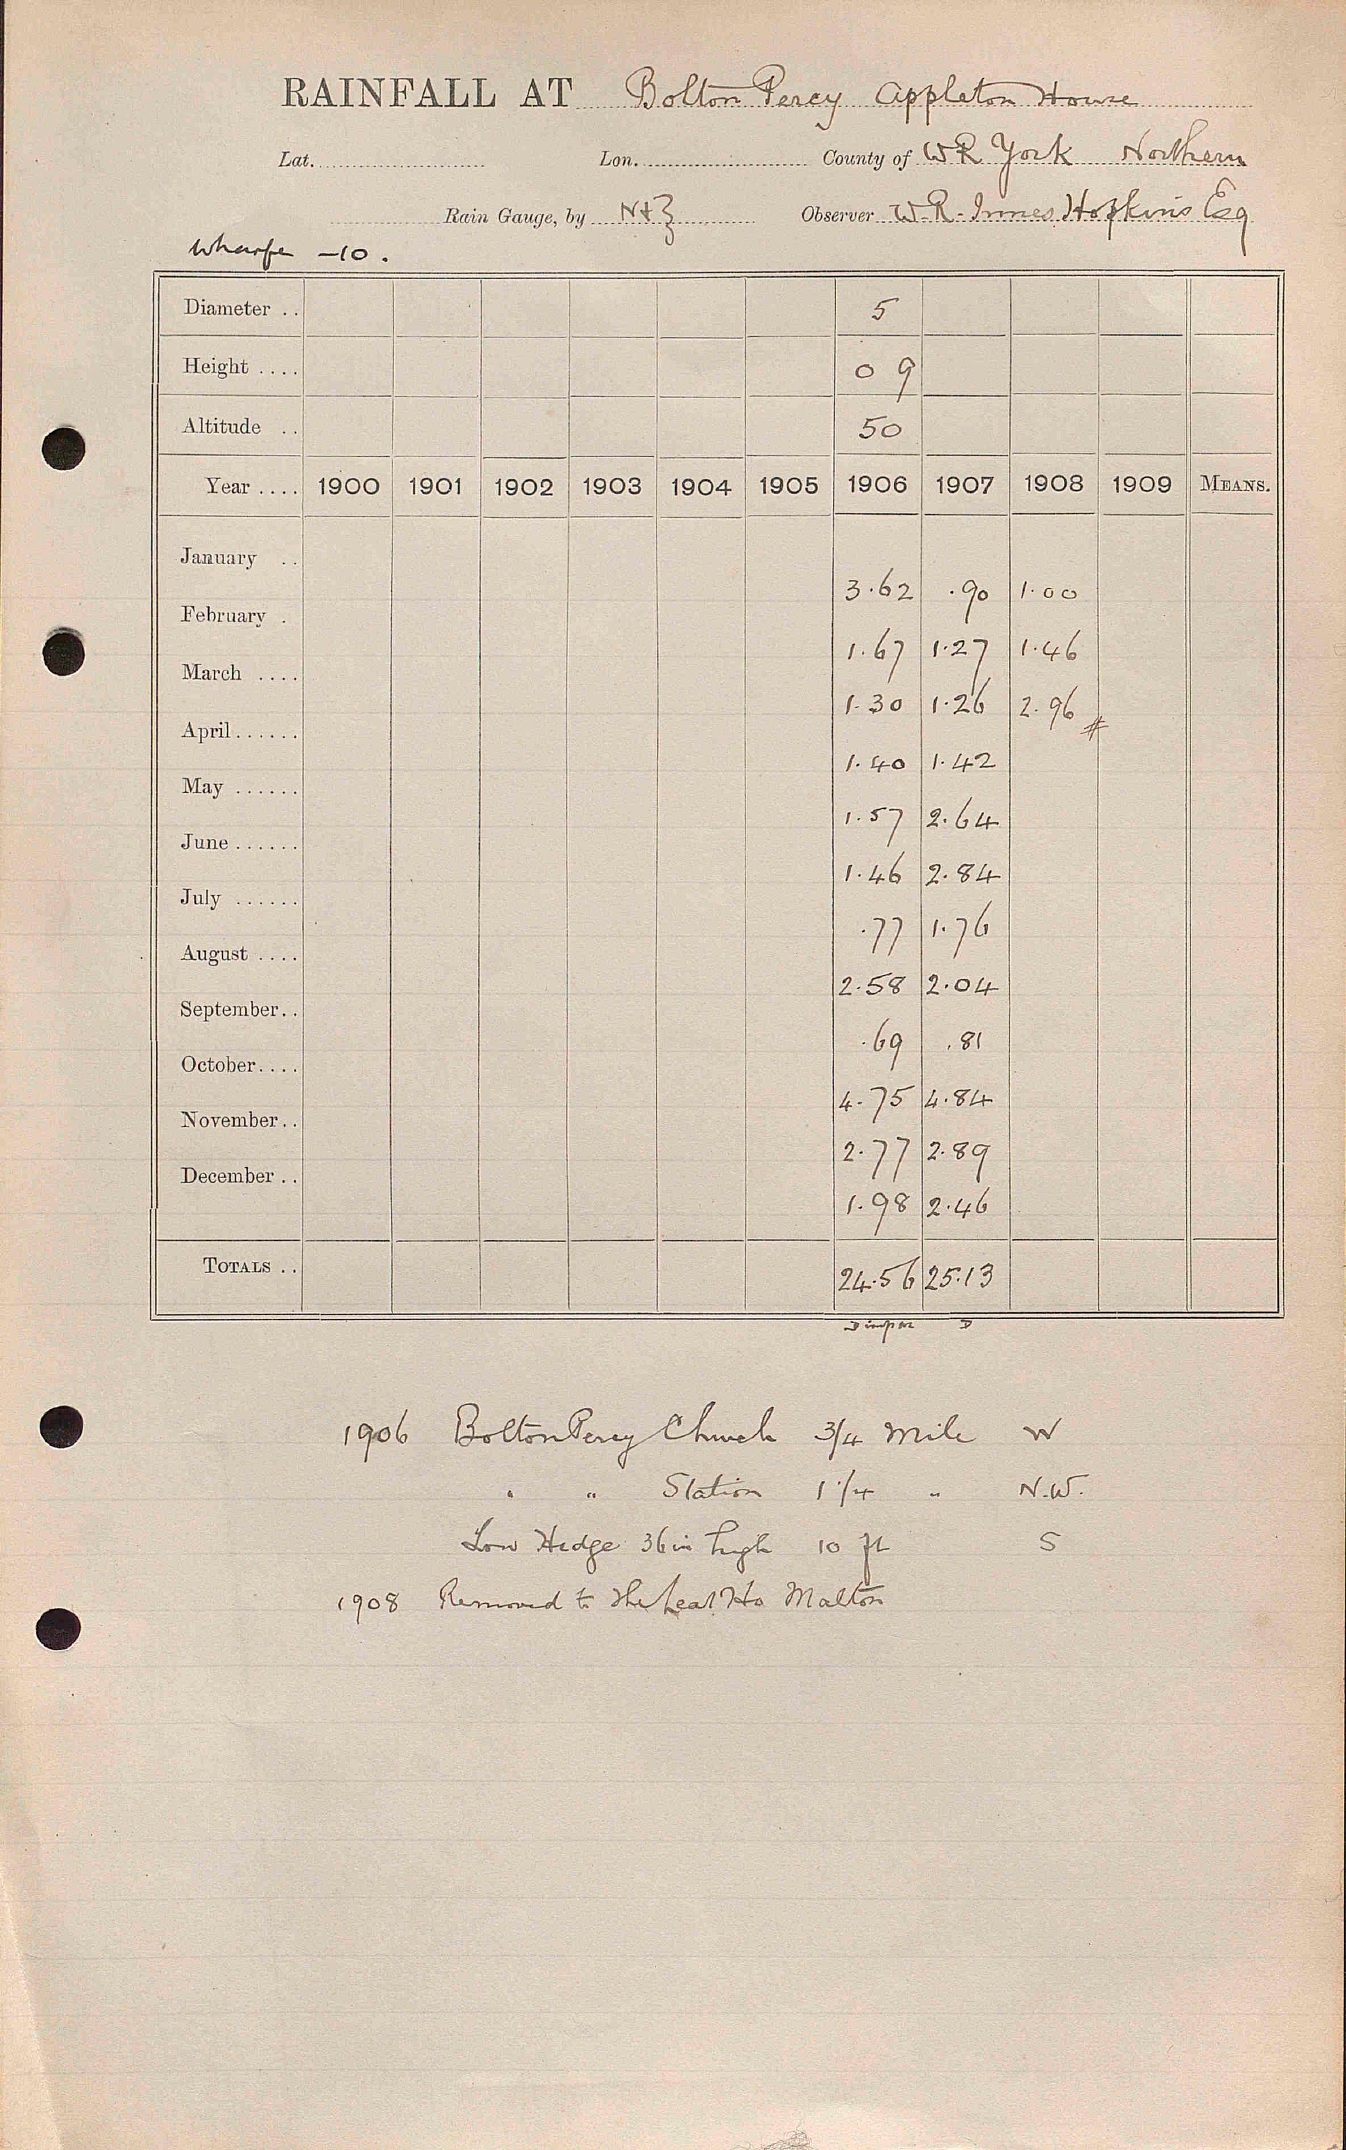 RAINFALL AT Bolton Percy Appleton House
Lat. Lon. County of W R York Northern
Rain Gauge, by N & Z Observer W. R. Innes Hopkins Esq
Wharfe -10.
Diameter .. 5
Height .... 0 9
Altitude .. 50
Year .... 1900 1901 1902 1903 1904 1905 1906 1907 1908 1909 MEANS.
January .. 3.62 .90 1.00
February . 1.67 1.27 1.46
March .... 1.30 1.26 2.96 #
April...... 1.40 1.42
May ...... 1.57 2.64
June ...... 1.46 2.84
July ...... .77 1.76
August .... 2.58 2.04
September.. .69 .81
October.... 4.75 4.84
November.. 2.77 2.89
December .. 1.98 2.46
TOTALS .. 24.56 25.13
D
1906 Bolton Percy Church 3/4 Mile W
" " Station 1 1/4 " N.W.
Low Hedge 36 in high 10 ft S
1908 Removed to The Ho Malton